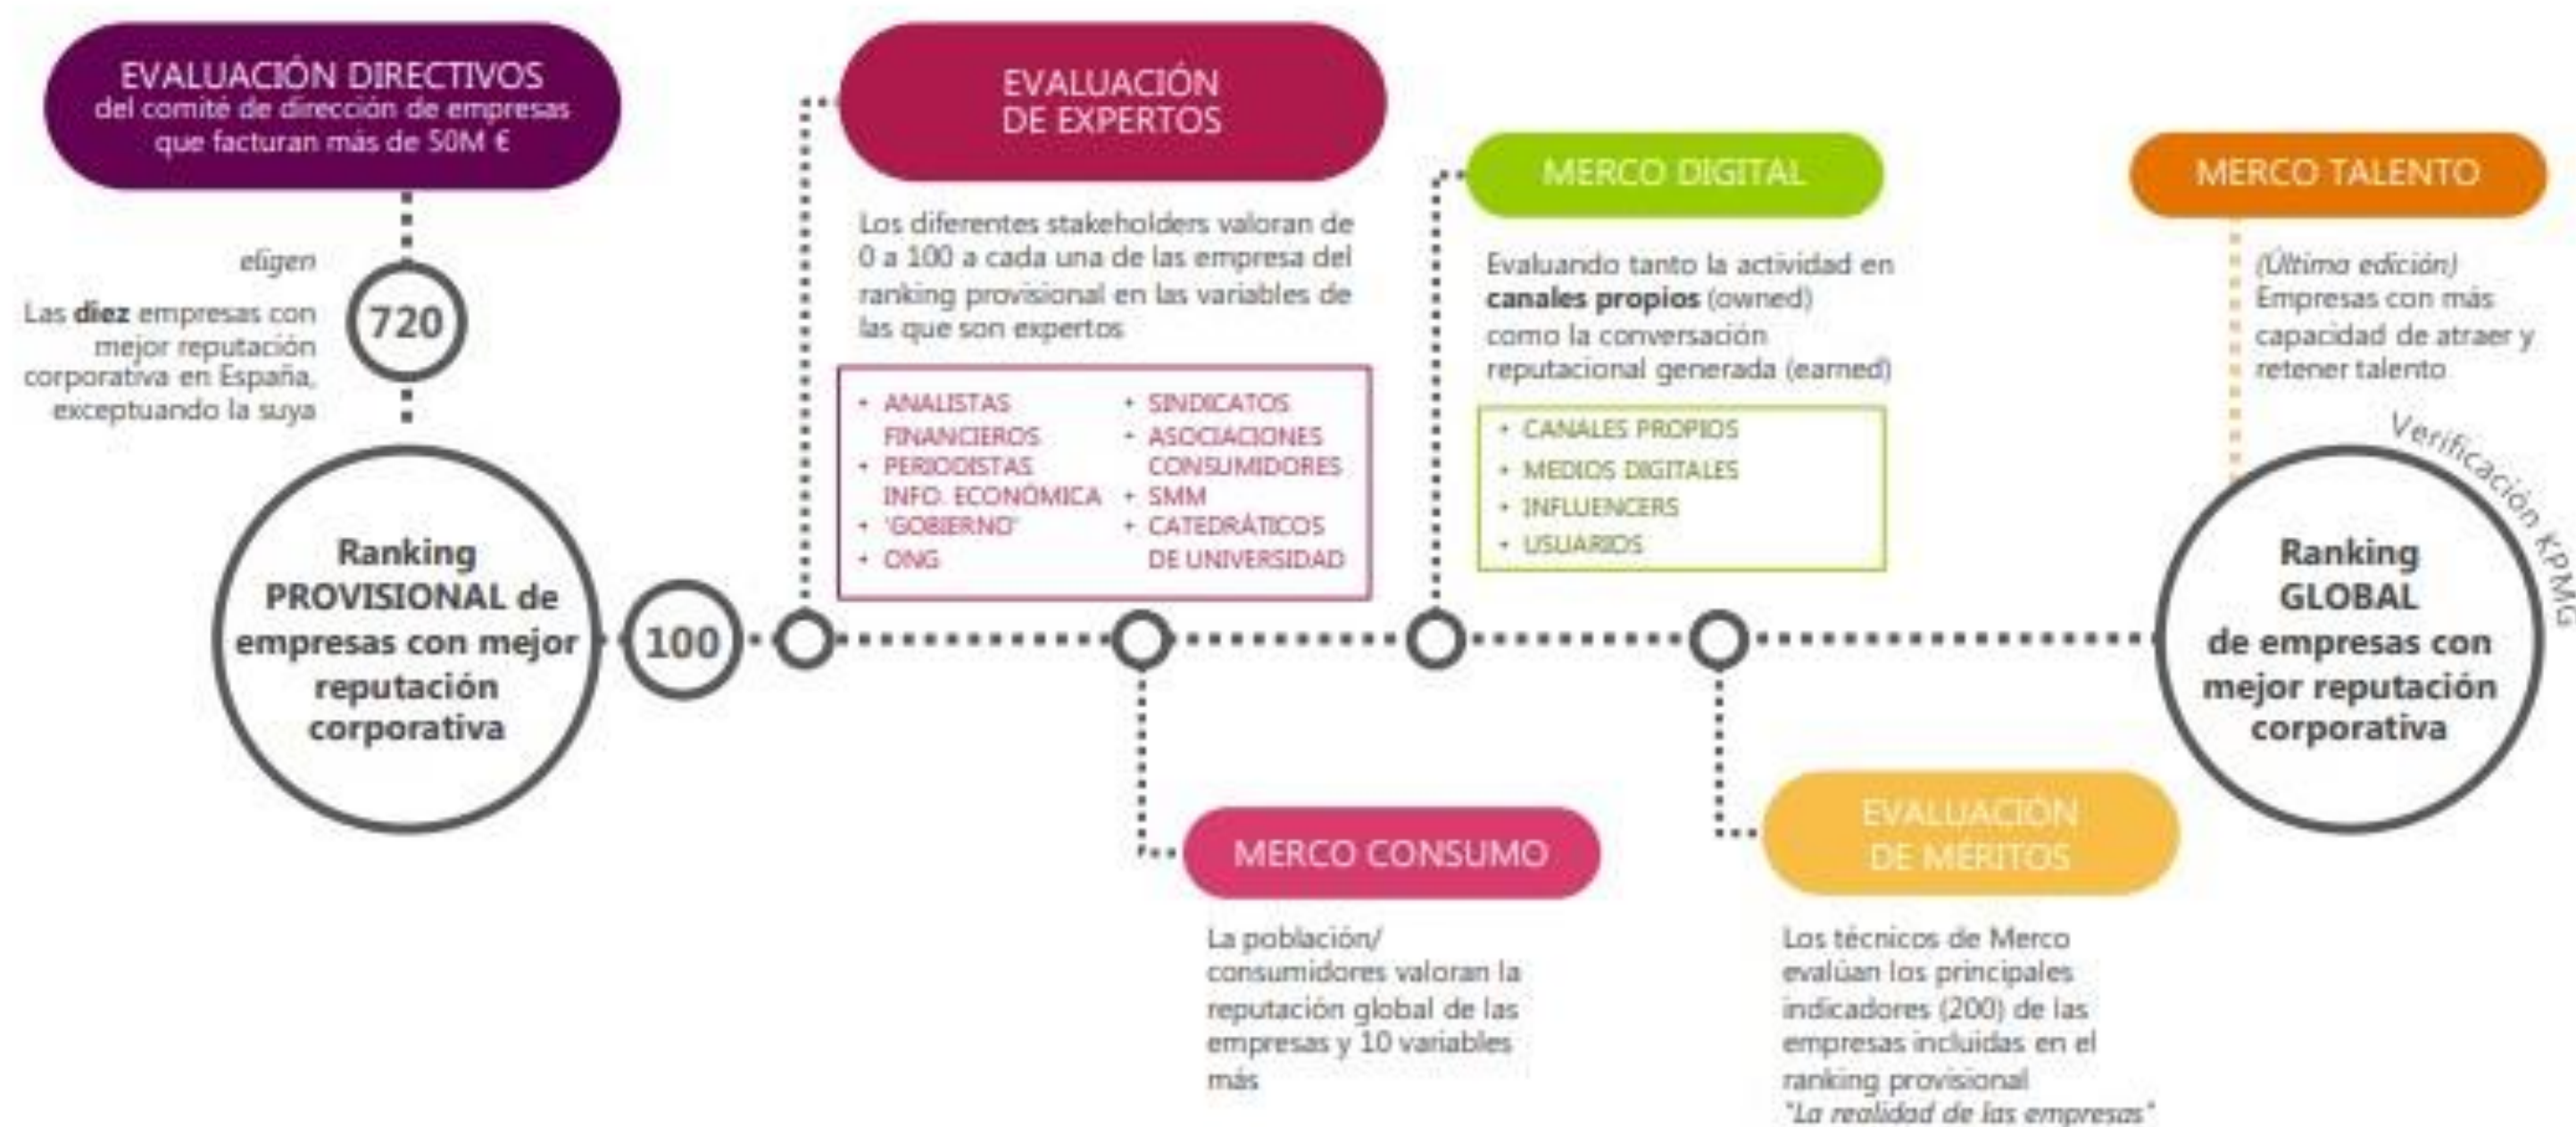 EVALUACIÓN DIRECTIVOS
del comité de dirección de empresas
que facturan más de 50M €
eligen
Las diez empresas con
mejor reputación
corporativa en España,
exceptuando la suya
720
Ranking
PROVISIONAL de
empresas con mejor
reputación
corporativa
100
EVALUACIÓN
DE EXPERTOS
Los diferentes stakeholders valoran de
0 a 100 a cada una de las empresa del
ranking provisional en las variables de
las que son expertos
• ANALISTAS
FINANCIEROS
• PERIODISTAS
INFO. ECONÓMICA
• 'GOBIERNO'
• ONG
• SINDICATOS
• ASOCIACIONES
CONSUMIDORES
• SMM
• CATEDRÁTICOS
DE UNIVERSIDAD
MERCO CONSUMO
La población/
consumidores valoran la
reputación global de las
empresas y 10 variables
más
MERCO DIGITAL
Evaluando tanto la actividad en
canales propios (owned)
como la conversación
reputacional generada (earned)
• CANALES PROPIOS
• MEDIOS DIGITALES
• INFLUENCERS
• USUARIOS
EVALUACIÓN
DE MÉRITOS
Los técnicos de Merco
evalúan los principales
indicadores (200) de las
empresas incluidas en el
ranking provisional
"La realidad de las empresas"
MERCO TALENTO
(Última edición)
Empresas con más
capacidad de atraer y
retener talento
Verificación KPMG
Ranking
GLOBAL
de empresas con
mejor reputación
corporativa